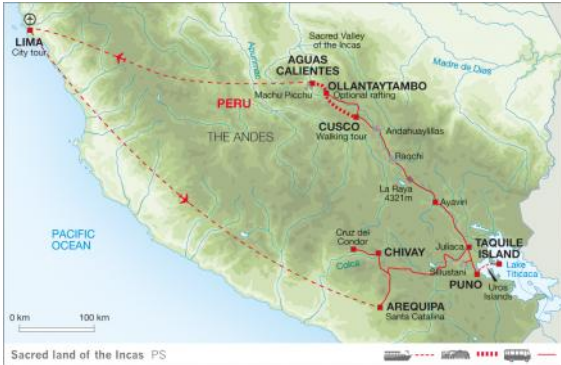 LIMA
City tour
Apurimac
Sacred Valley
of the Incas
Madre de Dios
AGUAS
CALIENTES
OLLANTAYTAMBO
Machu Picchu
Optional rafting
PERU
CUSCO
Walking tour
THE ANDES
Andahuaylillas
Raqchi
La Raya
4321m
Ayaviri
PACIFIC
OCEAN
Cruz del
Condor
CHIVAY
Colca
Juliaca
TAQUILE
ISLAND
Sillustani
Lake
Titicaca
PUNO
Uros
Islands
AREQUIPA
Santa Catalina
0 km
100 km
Sacred land of the Incas PS